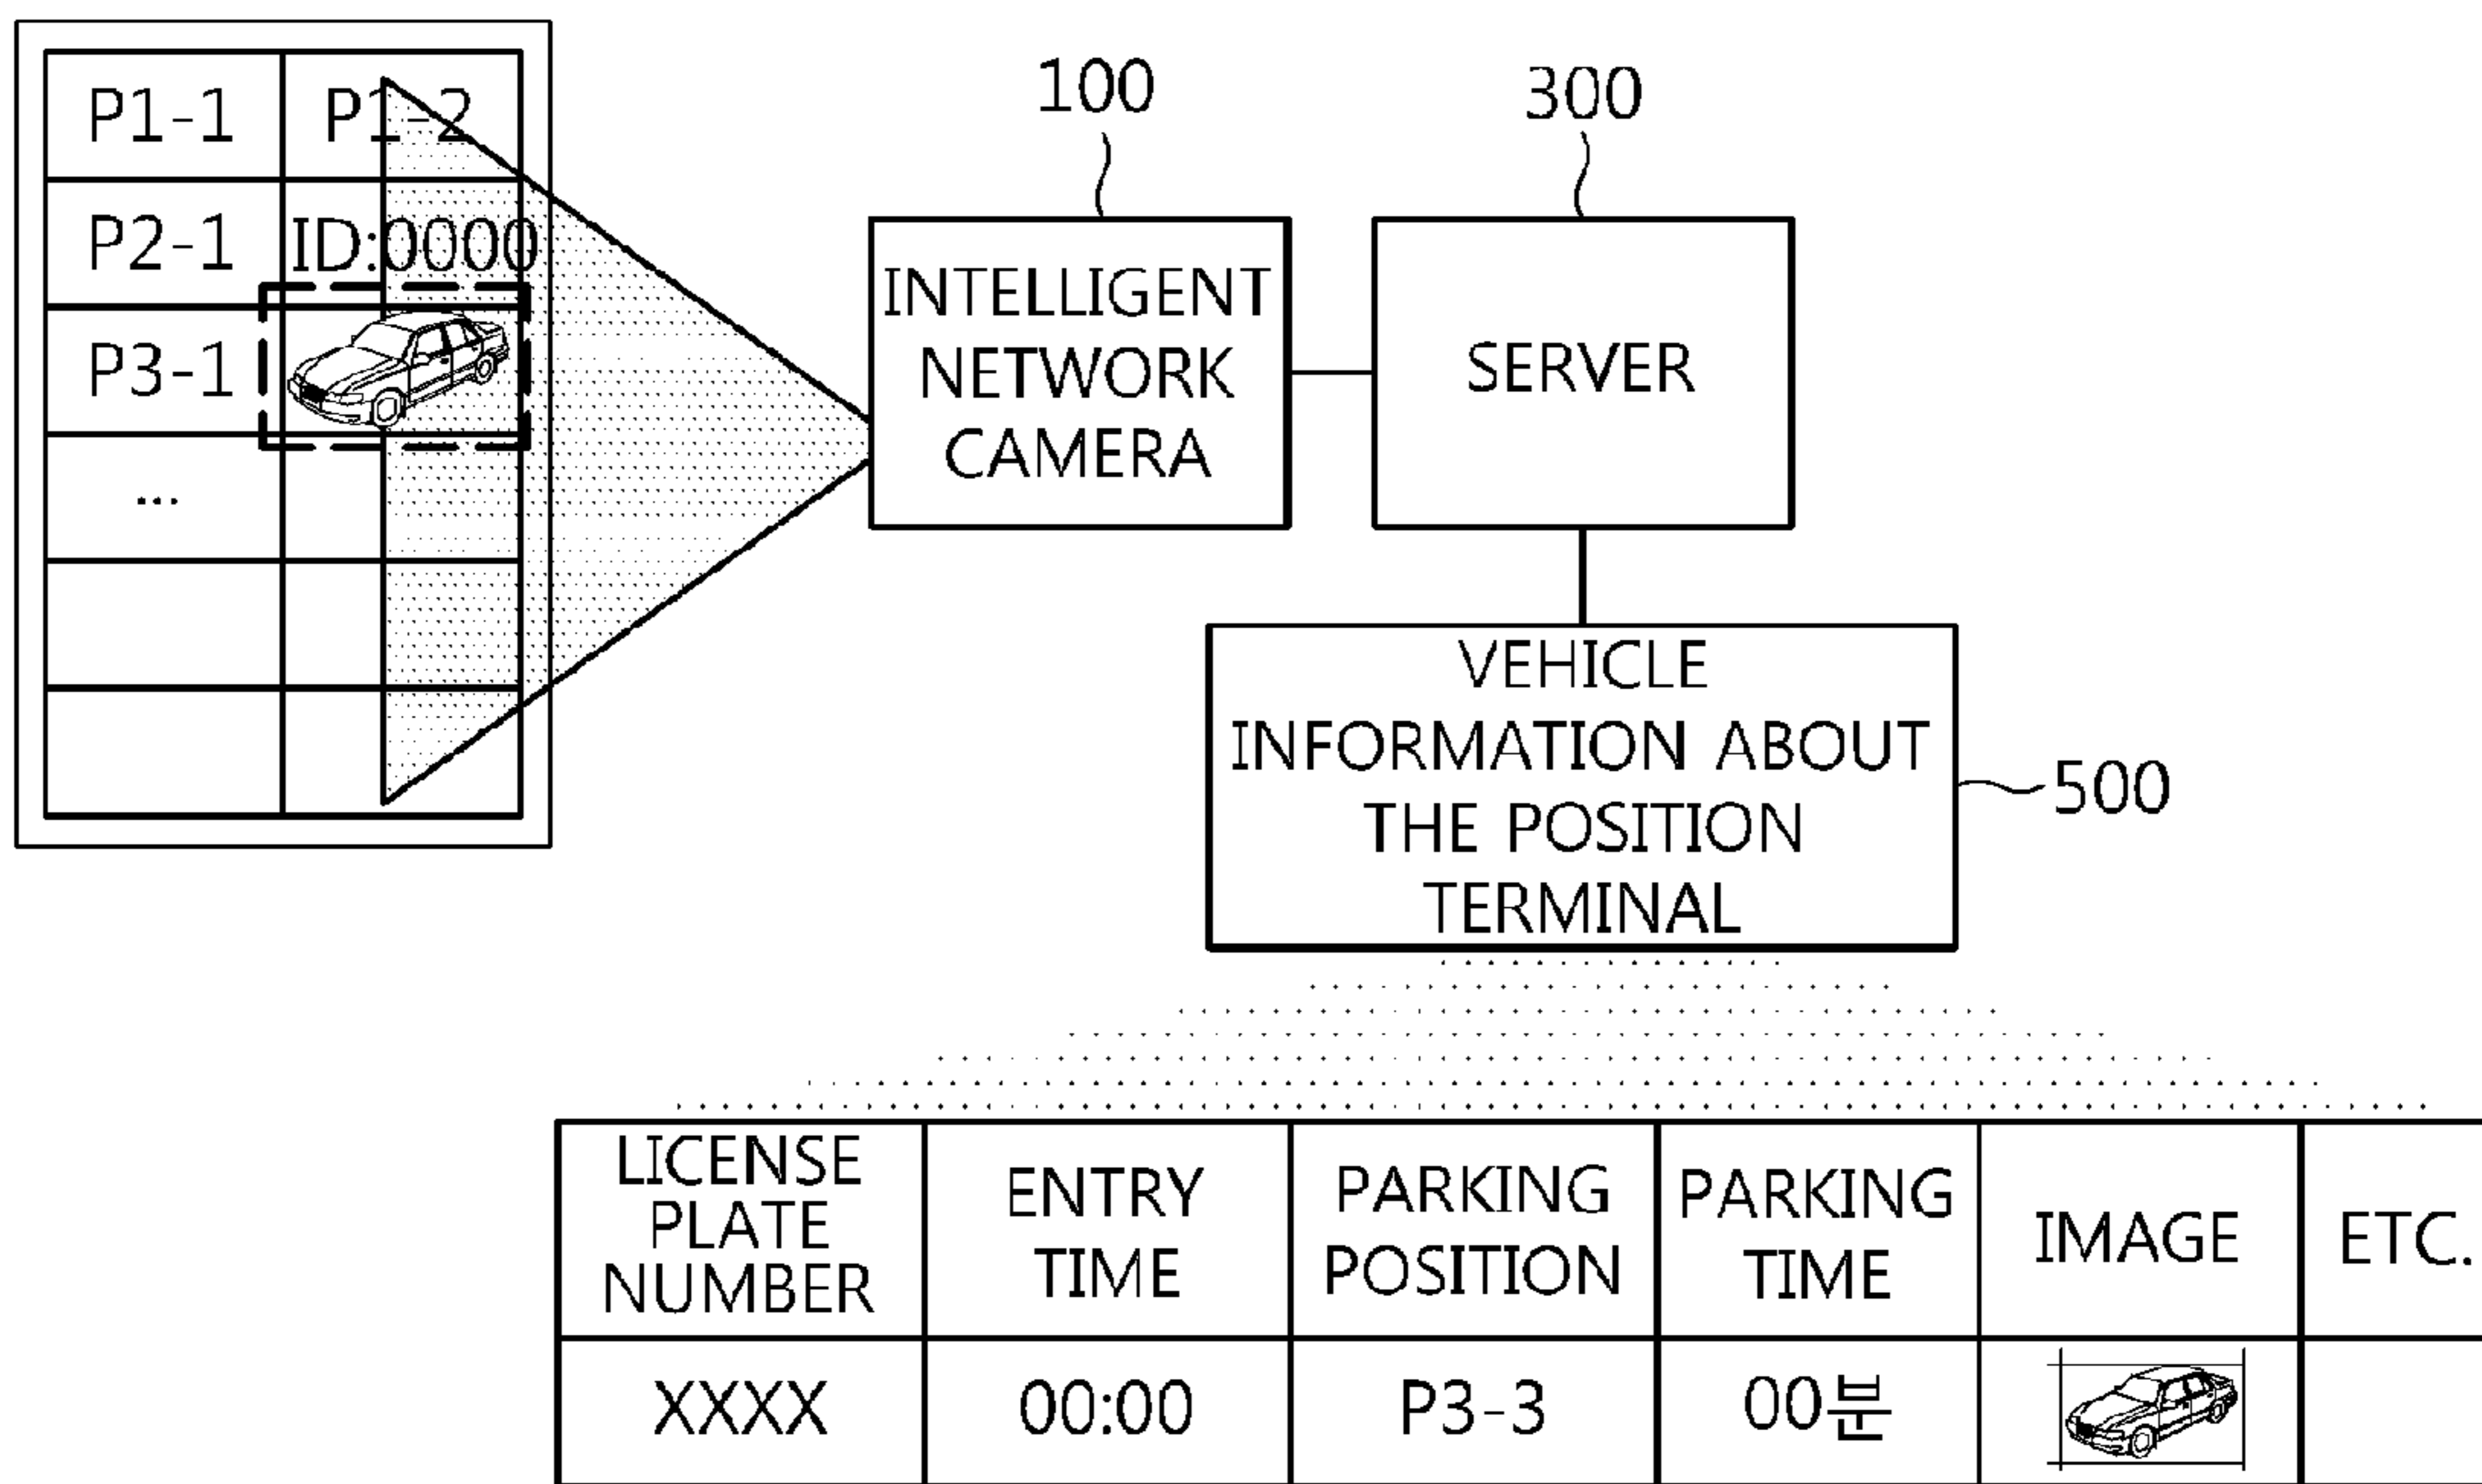 P1-1
P1-2
P2-1
ID:0000
P3-1
...
100
INTELLIGENT
NETWORK
CAMERA
300
SERVER
VEHICLE
INFORMATION ABOUT
THE POSITION
TERMINAL
500
LICENSE
PLATE
NUMBER
ENTRY
TIME
PARKING
POSITION
PARKING
TIME
IMAGE
ETC.
XXXX
00:00
P3-3
00분